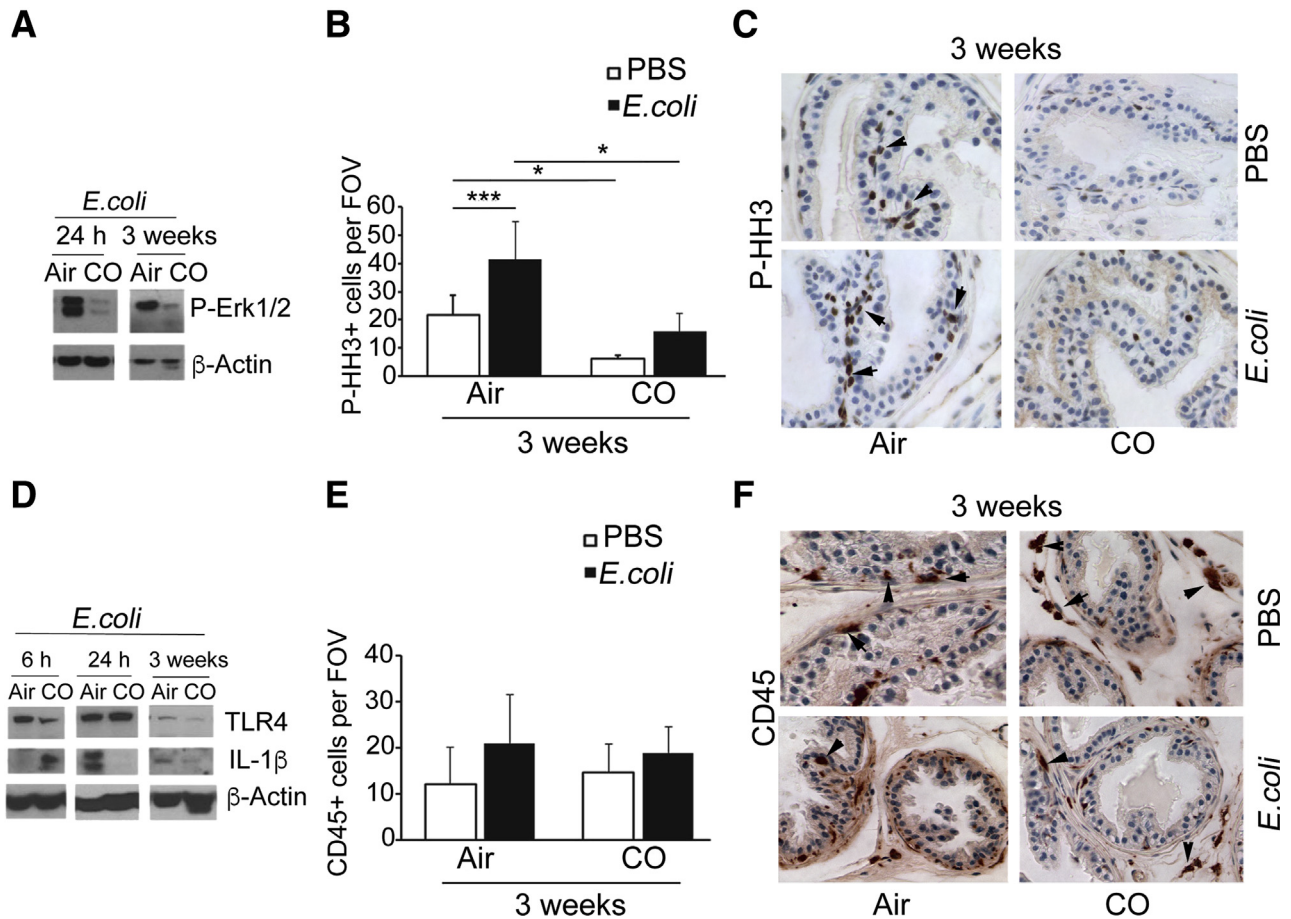 A
E.coli
24 h 3 weeks
Air CO Air CO
P-Erk1/2
β-Actin
B
PBS
E.coli
*
*
***
P-HH3+ cells per FOV
60
50
40
30
20
10
0
Air CO
3 weeks
C
3 weeks
P-HH3
PBS
E.coli
Air CO
D
E.coli
6 h 24 h 3 weeks
Air CO Air CO Air CO
TLR4
IL-1β
β-Actin
E
PBS
E.coli
CD45+ cells per FOV
40
30
20
10
0
Air CO
3 weeks
F
3 weeks
CD45
PBS
E.coli
Air CO